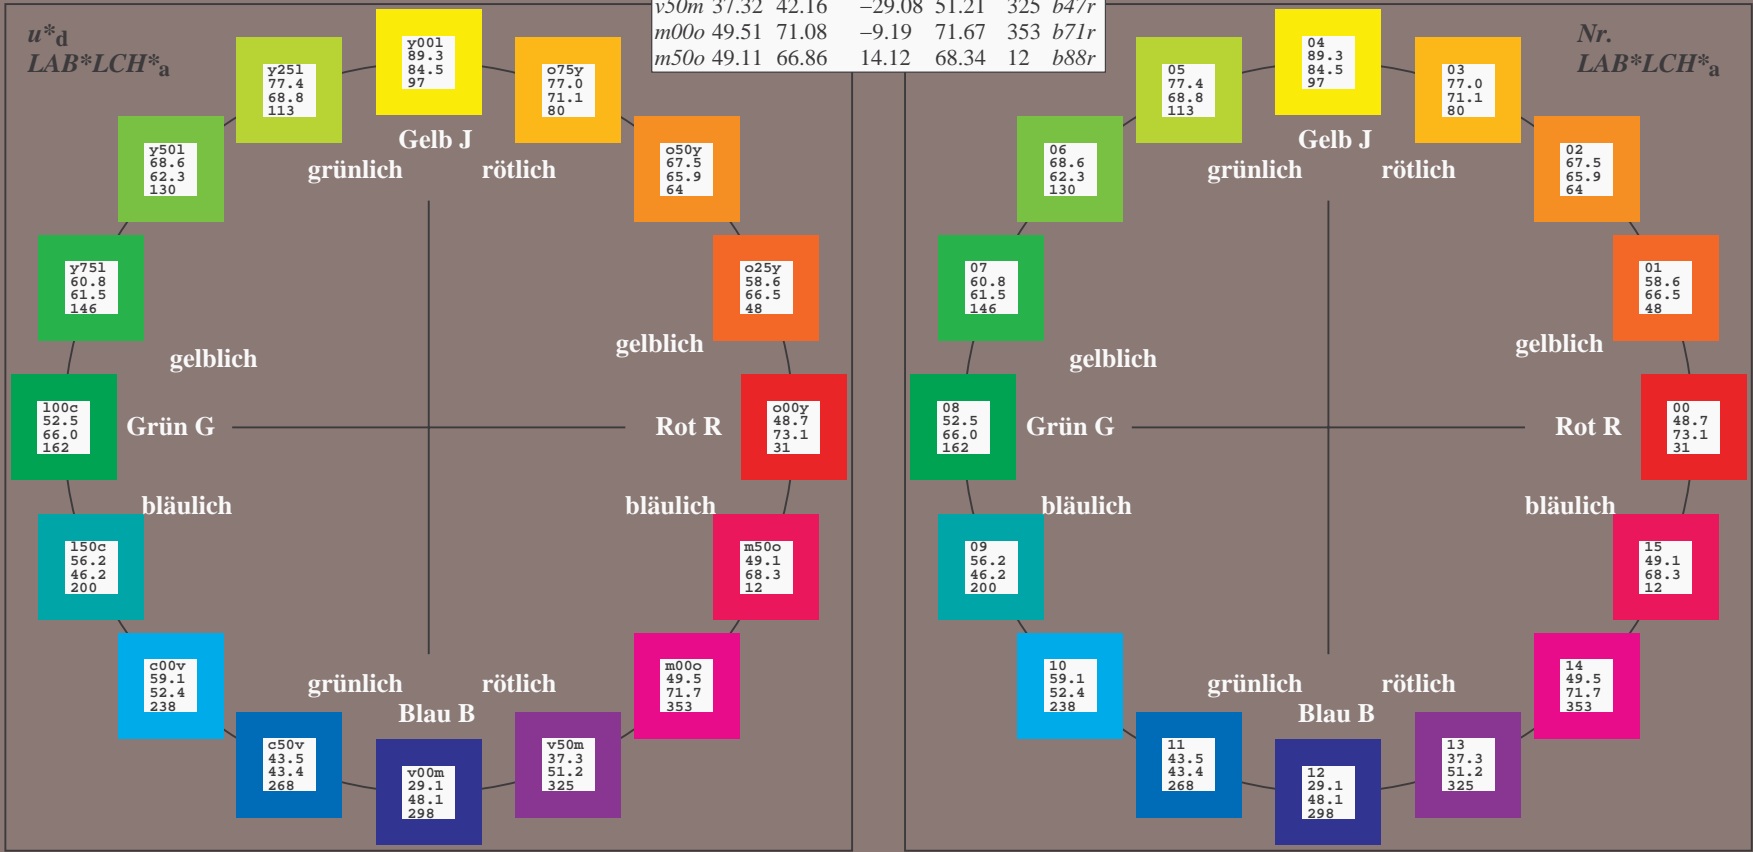 v50m 37.32 42.16 −29.08 51.21 325 b47r
m00o 49.51 71.08 −9.19 71.67 353 b71r
m50o 49.11 66.86 14.12 68.34 12 b88r
u*d
LAB*LCH*a
y00l
89.3
84.5
97
y25l
77.4
68.8
113
o75y
77.0
71.1
80
Gelb J
grünlich rötlich
y50l
68.6
62.3
130
o50y
67.5
65.9
64
y75l
60.8
61.5
146
o25y
58.6
66.5
48
gelblich
gelblich
l00c
52.5
66.0
162
Grün G
Rot R
o00y
48.7
73.1
31
bläulich
bläulich
l50c
56.2
46.2
200
m50o
49.1
68.3
12
c00v
59.1
52.4
238
m00o
49.5
71.7
353
grünlich rötlich
Blau B
c50v
43.5
43.4
268
v00m
29.1
48.1
298
v50m
37.3
51.2
325
Nr.
LAB*LCH*a
04
89.3
84.5
97
05
77.4
68.8
113
03
77.0
71.1
80
Gelb J
grünlich rötlich
06
68.6
62.3
130
02
67.5
65.9
64
07
60.8
61.5
146
01
58.6
66.5
48
gelblich
gelblich
08
52.5
66.0
162
Grün G
Rot R
00
48.7
73.1
31
bläulich
bläulich
09
56.2
46.2
200
15
49.1
68.3
12
10
59.1
52.4
238
14
49.5
71.7
353
grünlich rötlich
Blau B
11
43.5
43.4
268
12
29.1
48.1
298
13
37.3
51.2
325